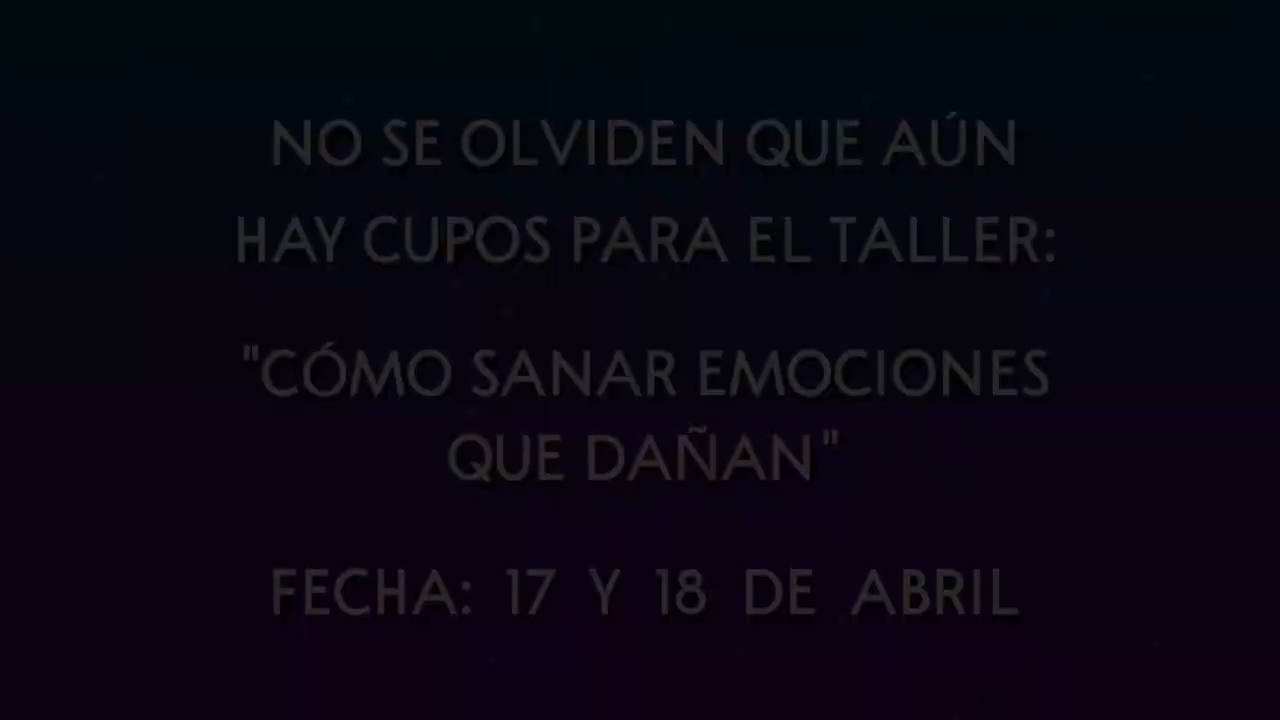 NO SE OLVIDEN QUE AÚN
HAY CUPOS PARA EL TALLER:
"CÓMO SANAR EMOCIONES
QUE DAÑAN"
FECHA: 17 Y 18 DE ABRIL